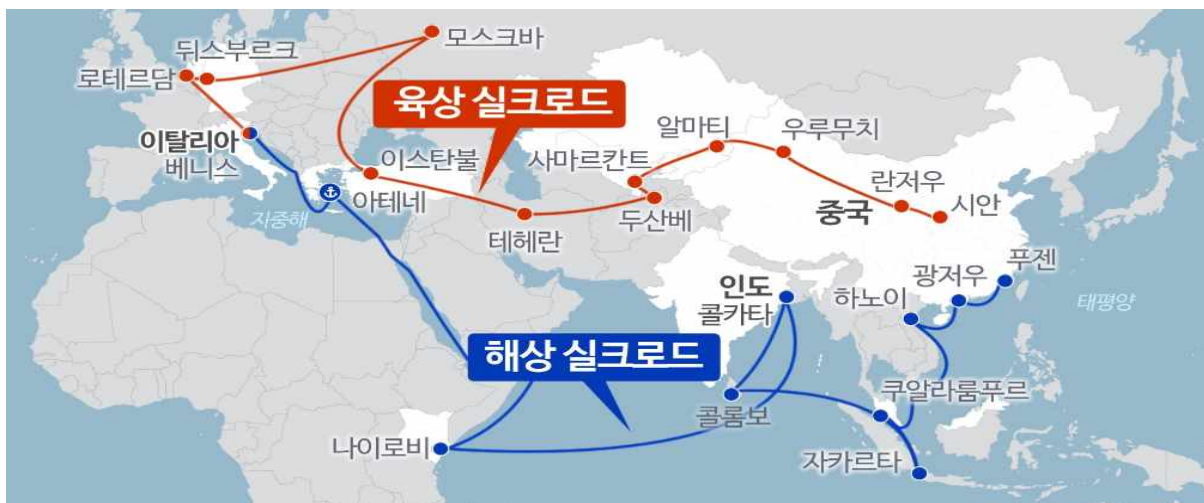 모스크바
뒤스부르크
로테르담
육상 실크로드
알마티
우루무치
이탈리아
베니스
이스탄불
사마르칸트
란저우
아테네
지중해
두산베
중국
시안
테헤란
푸젠
광저우
인도
하노이
태평양
콜카타
해상 실크로드
쿠알라룸푸르
콜롬보
나이로비
자카르타